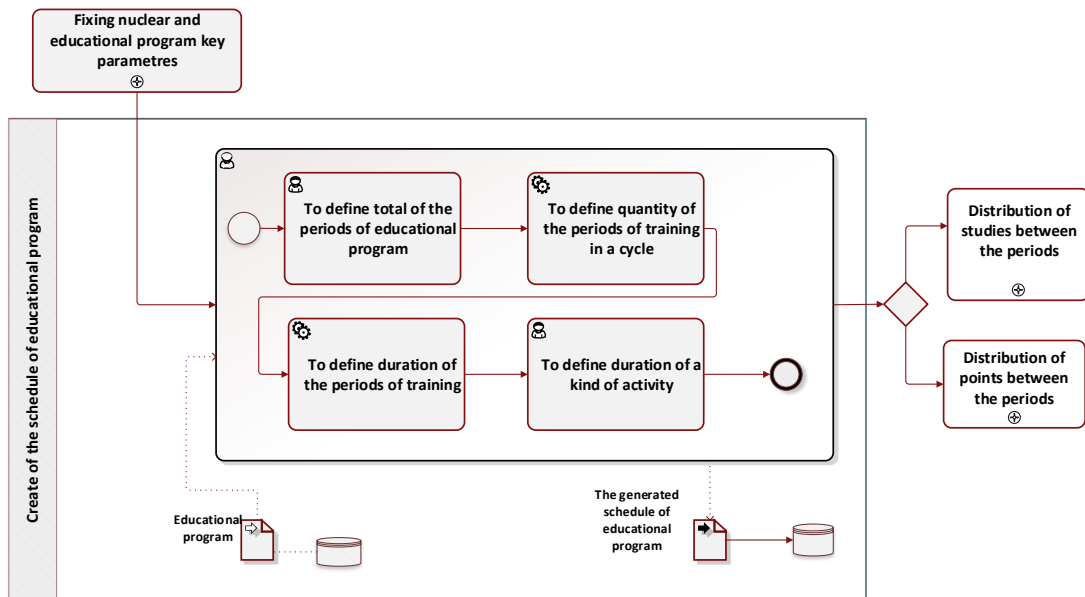 Fixing nuclear and
educational program key
parametres
Create of the schedule of educational program
To define total of the
periods of educational
program
To define quantity of
the periods of training
in a cycle
To define duration of
the periods of training
To define duration of a
kind of activity
Distribution of
studies between
the periods
Distribution of
points between
the periods
Educational
program
The generated
schedule of
educational
program